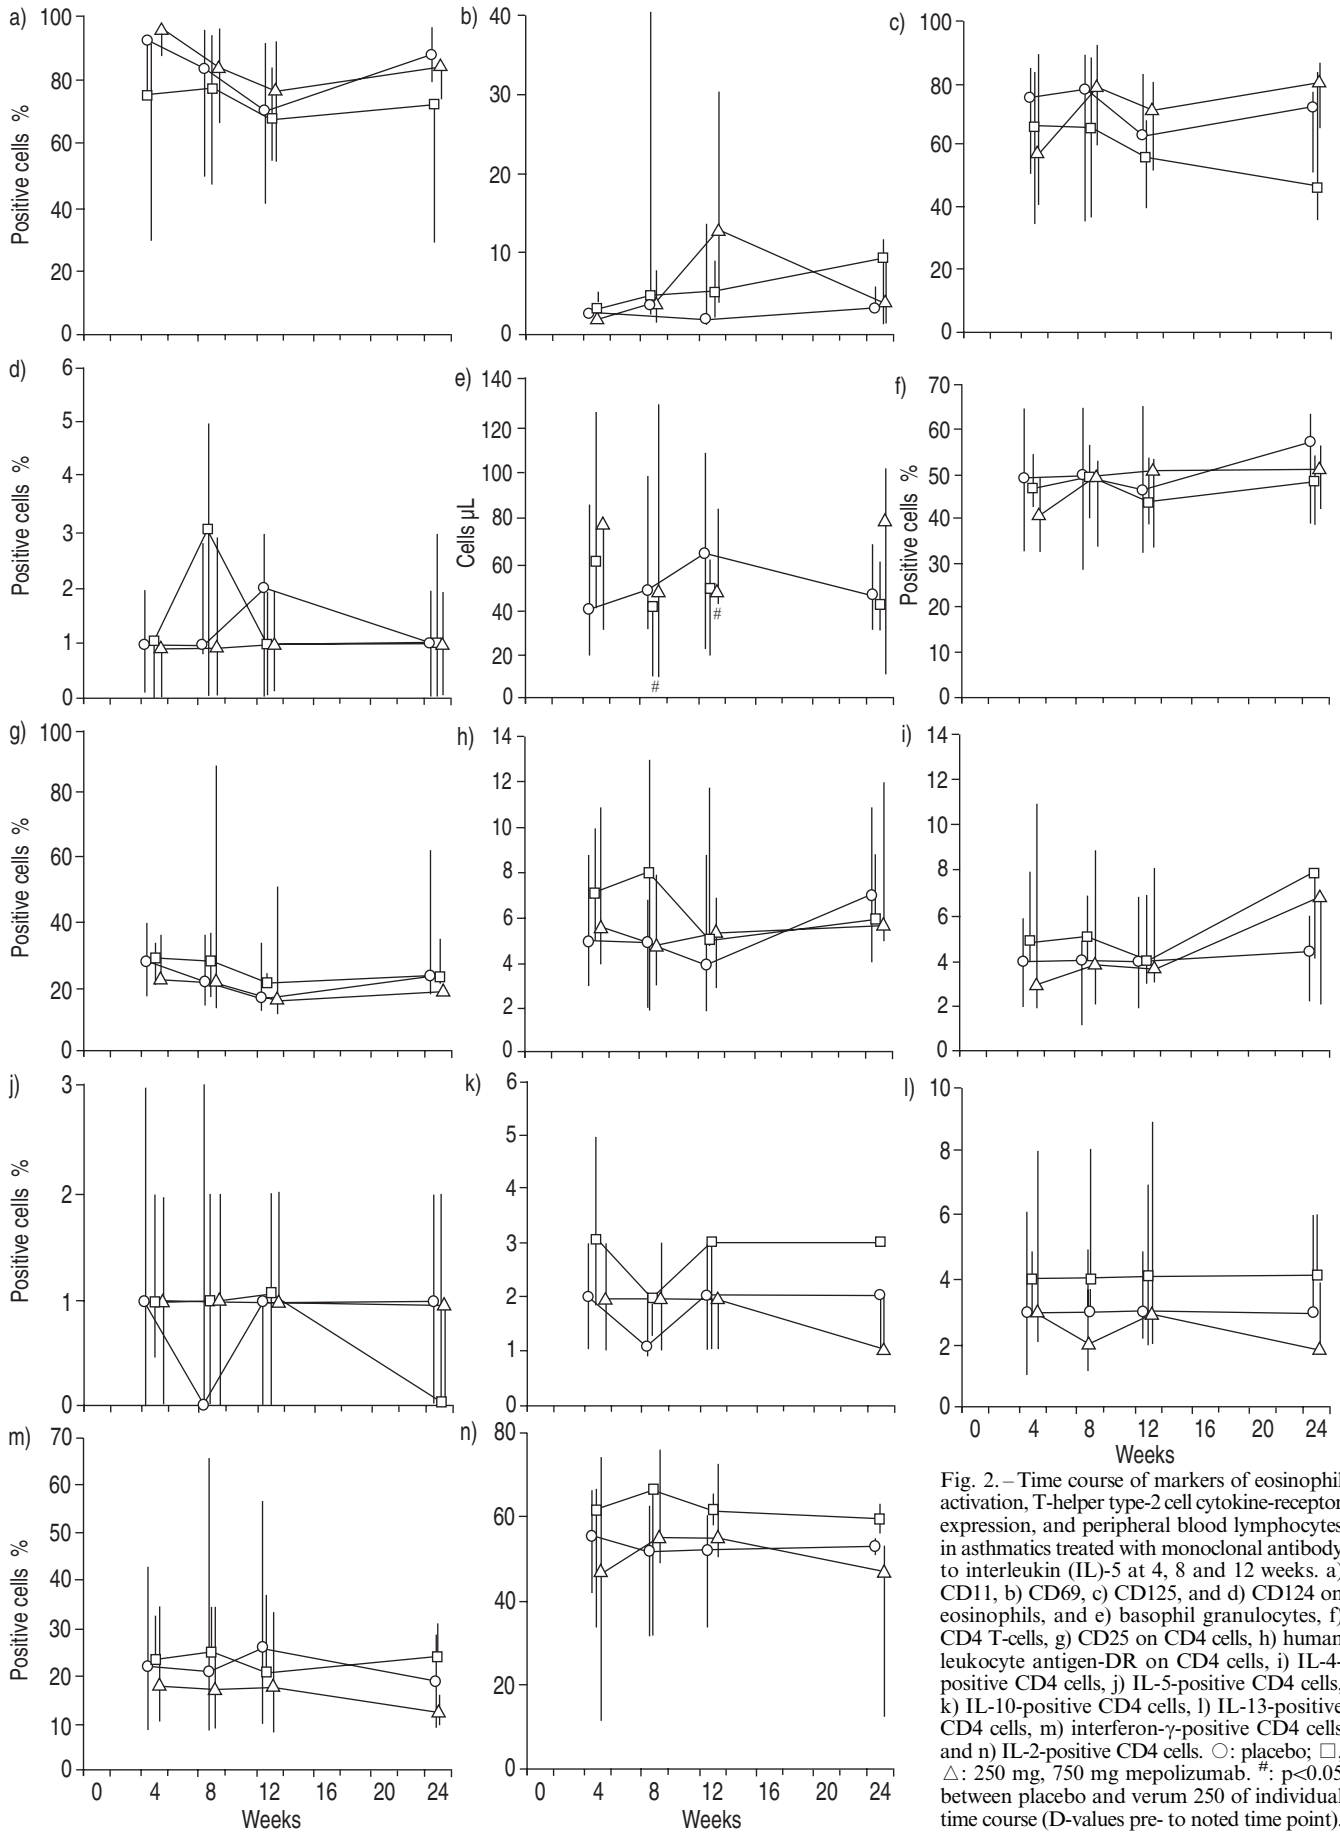 a) 100 80 60 40 20 0
Positive cells %
b) 40 30 20 10 0
c) 100 80 60 40 20 0
d) 6 5 4 3 2 1 0
Positive cells %
e) 140 120 100 80 60 40 20 0
Cells µL
# #
f) 70 60 50 40 30 20 10 0
Positive cells %
g) 100 80 60 40 20 0
Positive cells %
h) 14 12 10 8 6 4 2 0
i) 14 12 10 8 6 4 2 0
j) 3 2 1 0
Positive cells %
k) 6 5 4 3 2 1 0
l) 10 8 6 4 2 0
0 4 8 12 16 20 24
Weeks
m) 70 60 50 40 30 20 10 0
Positive cells %
0 4 8 12 16 20 24
Weeks
n) 80 60 40 20 0
0 4 8 12 16 20 24
Weeks
Fig. 2. – Time course of markers of eosinophil
activation, T-helper type-2 cell cytokine-receptor
expression, and peripheral blood lymphocytes
in asthmatics treated with monoclonal antibody
to interleukin (IL)-5 at 4, 8 and 12 weeks. a)
CD11, b) CD69, c) CD125, and d) CD124 on
eosinophils, and e) basophil granulocytes, f)
CD4 T-cells, g) CD25 on CD4 cells, h) human
leukocyte antigen-DR on CD4 cells, i) IL-4-
positive CD4 cells, j) IL-5-positive CD4 cells,
k) IL-10-positive CD4 cells, l) IL-13-positive
CD4 cells, m) interferon-γ-positive CD4 cells
and n) IL-2-positive CD4 cells. ○: placebo; □,
△: 250 mg, 750 mg mepolizumab. #: p<0.05
between placebo and verum 250 of individual
time course (D-values pre- to noted time point).